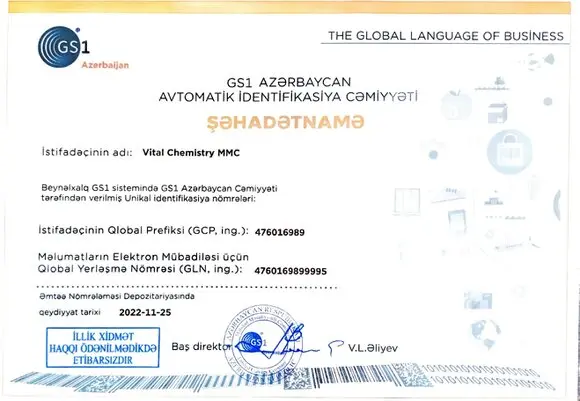 GS1
Azerbaijan
THE GLOBAL LANGUAGE OF BUSINESS
GS1 AZƏRBAYCAN
AVTOMATİK İDENTİFİKASİYA CƏMİYYƏTİ
ŞƏHADƏTNAMƏ
İstifadəçinin adı: Vital Chemistry MMC
Beynəlxalq GS1 sistemində GS1 Azərbaycan Cəmiyyəti
tərəfindən verilmiş Unikal identifikasiya nömrələri:
İstifadəçinin Qlobal Prefiksi (GCP, ing.): 476016989
Məlumatların Elektron Mübadiləsi üçün
Qlobal Yerləşmə Nömrəsi (GLN, ing.): 4760169899995
Əmtəə Nömrələməsi Depozitariyasında
qeydiyyat tarixi 2022-11-25
İLLİK XİDMƏT
HAQQI ÖDƏNİLMƏDİKDƏ
ETİBARSIZDIR
Baş direktor
GS1
V.L.Əliyev